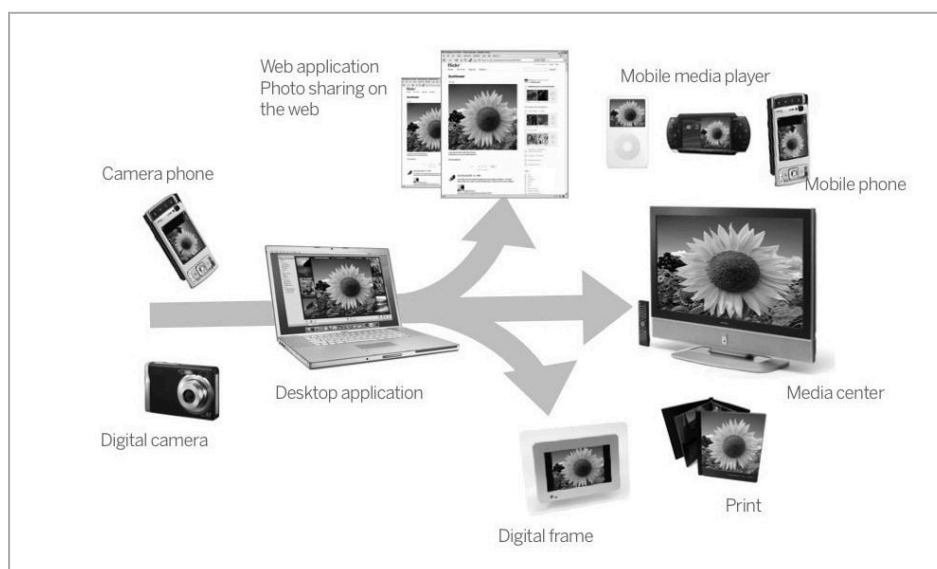 Web application
Photo sharing on
the web
flickr
Mobile media player
Camera phone
Mobile phone
Desktop application
Media center
Digital camera
Print
Digital frame